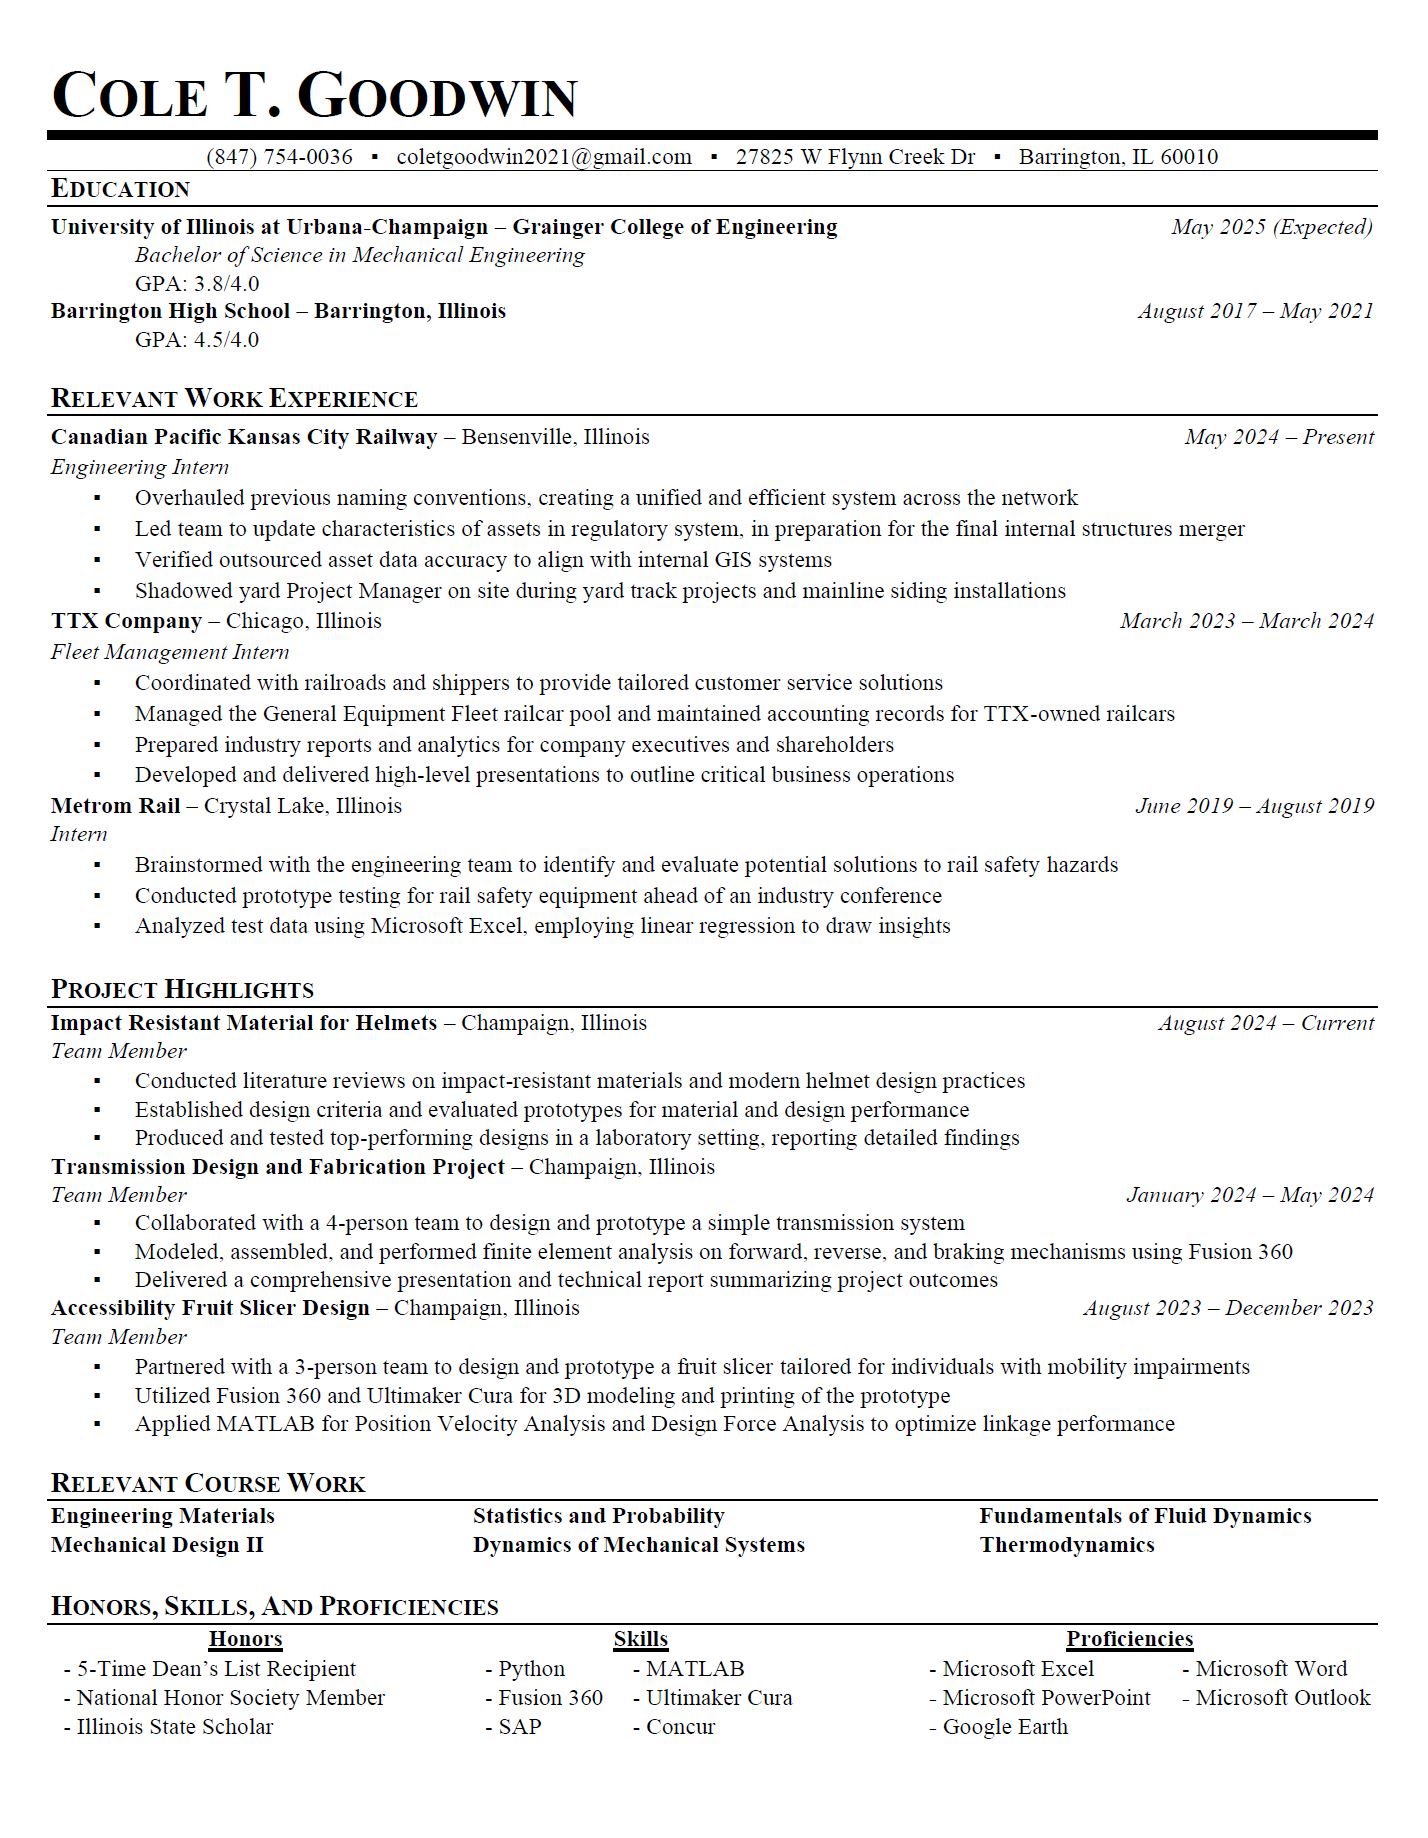 COLE T. GOODWIN
(847) 754-0036 ▪ coletgoodwin2021@gmail.com ▪ 27825 W Flynn Creek Dr ▪ Barrington, IL 60010
EDUCATION
University of Illinois at Urbana-Champaign – Grainger College of Engineering May 2025 (Expected)
Bachelor of Science in Mechanical Engineering
GPA: 3.8/4.0
Barrington High School – Barrington, Illinois August 2017 – May 2021
GPA: 4.5/4.0
RELEVANT WORK EXPERIENCE
Canadian Pacific Kansas City Railway – Bensenville, Illinois May 2024 – Present
Engineering Intern
▪ Overhauled previous naming conventions, creating a unified and efficient system across the network
▪ Led team to update characteristics of assets in regulatory system, in preparation for the final internal structures merger
▪ Verified outsourced asset data accuracy to align with internal GIS systems
▪ Shadowed yard Project Manager on site during yard track projects and mainline siding installations
TTX Company – Chicago, Illinois March 2023 – March 2024
Fleet Management Intern
▪ Coordinated with railroads and shippers to provide tailored customer service solutions
▪ Managed the General Equipment Fleet railcar pool and maintained accounting records for TTX-owned railcars
▪ Prepared industry reports and analytics for company executives and shareholders
▪ Developed and delivered high-level presentations to outline critical business operations
Metrom Rail – Crystal Lake, Illinois June 2019 – August 2019
Intern
▪ Brainstormed with the engineering team to identify and evaluate potential solutions to rail safety hazards
▪ Conducted prototype testing for rail safety equipment ahead of an industry conference
▪ Analyzed test data using Microsoft Excel, employing linear regression to draw insights
PROJECT HIGHLIGHTS
Impact Resistant Material for Helmets – Champaign, Illinois August 2024 – Current
Team Member
▪ Conducted literature reviews on impact-resistant materials and modern helmet design practices
▪ Established design criteria and evaluated prototypes for material and design performance
▪ Produced and tested top-performing designs in a laboratory setting, reporting detailed findings
Transmission Design and Fabrication Project – Champaign, Illinois
Team Member January 2024 – May 2024
▪ Collaborated with a 4-person team to design and prototype a simple transmission system
▪ Modeled, assembled, and performed finite element analysis on forward, reverse, and braking mechanisms using Fusion 360
▪ Delivered a comprehensive presentation and technical report summarizing project outcomes
Accessibility Fruit Slicer Design – Champaign, Illinois August 2023 – December 2023
Team Member
▪ Partnered with a 3-person team to design and prototype a fruit slicer tailored for individuals with mobility impairments
▪ Utilized Fusion 360 and Ultimaker Cura for 3D modeling and printing of the prototype
▪ Applied MATLAB for Position Velocity Analysis and Design Force Analysis to optimize linkage performance
RELEVANT COURSE WORK
Engineering Materials Statistics and Probability Fundamentals of Fluid Dynamics
Mechanical Design II Dynamics of Mechanical Systems Thermodynamics
HONORS, SKILLS, AND PROFICIENCIES
Honors Skills Proficiencies
- 5-Time Dean's List Recipient - Python - MATLAB - Microsoft Excel - Microsoft Word
- National Honor Society Member - Fusion 360 - Ultimaker Cura - Microsoft PowerPoint - Microsoft Outlook
- Illinois State Scholar - SAP - Concur - Google Earth